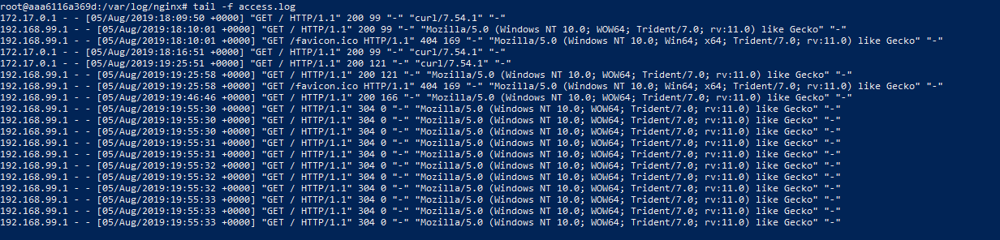 root@aaa6116a369d:/var/log/nginx# tail -f access.log
172.17.0.1 - - [05/Aug/2019:18:09:50 +0000] "GET / HTTP/1.1" 200 99 "-" "curl/7.54.1" "-"
192.168.99.1 - - [05/Aug/2019:18:10:01 +0000] "GET / HTTP/1.1" 200 99 "-" "Mozilla/5.0 (Windows NT 10.0; WOW64; Trident/7.0; rv:11.0) like Gecko" "-"
192.168.99.1 - - [05/Aug/2019:18:10:01 +0000] "GET /favicon.ico HTTP/1.1" 404 169 "-" "Mozilla/5.0 (Windows NT 10.0; Win64; x64; Trident/7.0; rv:11.0) like Gecko" "-"
172.17.0.1 - - [05/Aug/2019:18:16:51 +0000] "GET / HTTP/1.1" 200 99 "-" "curl/7.54.1" "-"
172.17.0.1 - - [05/Aug/2019:19:25:51 +0000] "GET / HTTP/1.1" 200 121 "-" "curl/7.54.1" "-"
192.168.99.1 - - [05/Aug/2019:19:25:58 +0000] "GET / HTTP/1.1" 200 121 "-" "Mozilla/5.0 (Windows NT 10.0; WOW64; Trident/7.0; rv:11.0) like Gecko" "-"
192.168.99.1 - - [05/Aug/2019:19:25:58 +0000] "GET /favicon.ico HTTP/1.1" 404 169 "-" "Mozilla/5.0 (Windows NT 10.0; Win64; x64; Trident/7.0; rv:11.0) like Gecko" "-"
192.168.99.1 - - [05/Aug/2019:19:46:46 +0000] "GET / HTTP/1.1" 200 166 "-" "Mozilla/5.0 (Windows NT 10.0; WOW64; Trident/7.0; rv:11.0) like Gecko" "-"
192.168.99.1 - - [05/Aug/2019:19:55:30 +0000] "GET / HTTP/1.1" 304 0 "-" "Mozilla/5.0 (Windows NT 10.0; WOW64; Trident/7.0; rv:11.0) like Gecko" "-"
192.168.99.1 - - [05/Aug/2019:19:55:30 +0000] "GET / HTTP/1.1" 304 0 "-" "Mozilla/5.0 (Windows NT 10.0; WOW64; Trident/7.0; rv:11.0) like Gecko" "-"
192.168.99.1 - - [05/Aug/2019:19:55:30 +0000] "GET / HTTP/1.1" 304 0 "-" "Mozilla/5.0 (Windows NT 10.0; WOW64; Trident/7.0; rv:11.0) like Gecko" "-"
192.168.99.1 - - [05/Aug/2019:19:55:31 +0000] "GET / HTTP/1.1" 304 0 "-" "Mozilla/5.0 (Windows NT 10.0; WOW64; Trident/7.0; rv:11.0) like Gecko" "-"
192.168.99.1 - - [05/Aug/2019:19:55:31 +0000] "GET / HTTP/1.1" 304 0 "-" "Mozilla/5.0 (Windows NT 10.0; WOW64; Trident/7.0; rv:11.0) like Gecko" "-"
192.168.99.1 - - [05/Aug/2019:19:55:32 +0000] "GET / HTTP/1.1" 304 0 "-" "Mozilla/5.0 (Windows NT 10.0; WOW64; Trident/7.0; rv:11.0) like Gecko" "-"
192.168.99.1 - - [05/Aug/2019:19:55:32 +0000] "GET / HTTP/1.1" 304 0 "-" "Mozilla/5.0 (Windows NT 10.0; WOW64; Trident/7.0; rv:11.0) like Gecko" "-"
192.168.99.1 - - [05/Aug/2019:19:55:32 +0000] "GET / HTTP/1.1" 304 0 "-" "Mozilla/5.0 (Windows NT 10.0; WOW64; Trident/7.0; rv:11.0) like Gecko" "-"
192.168.99.1 - - [05/Aug/2019:19:55:33 +0000] "GET / HTTP/1.1" 304 0 "-" "Mozilla/5.0 (Windows NT 10.0; WOW64; Trident/7.0; rv:11.0) like Gecko" "-"
192.168.99.1 - - [05/Aug/2019:19:55:33 +0000] "GET / HTTP/1.1" 304 0 "-" "Mozilla/5.0 (Windows NT 10.0; WOW64; Trident/7.0; rv:11.0) like Gecko" "-"
192.168.99.1 - - [05/Aug/2019:19:55:33 +0000] "GET / HTTP/1.1" 304 0 "-" "Mozilla/5.0 (Windows NT 10.0; WOW64; Trident/7.0; rv:11.0) like Gecko" "-"